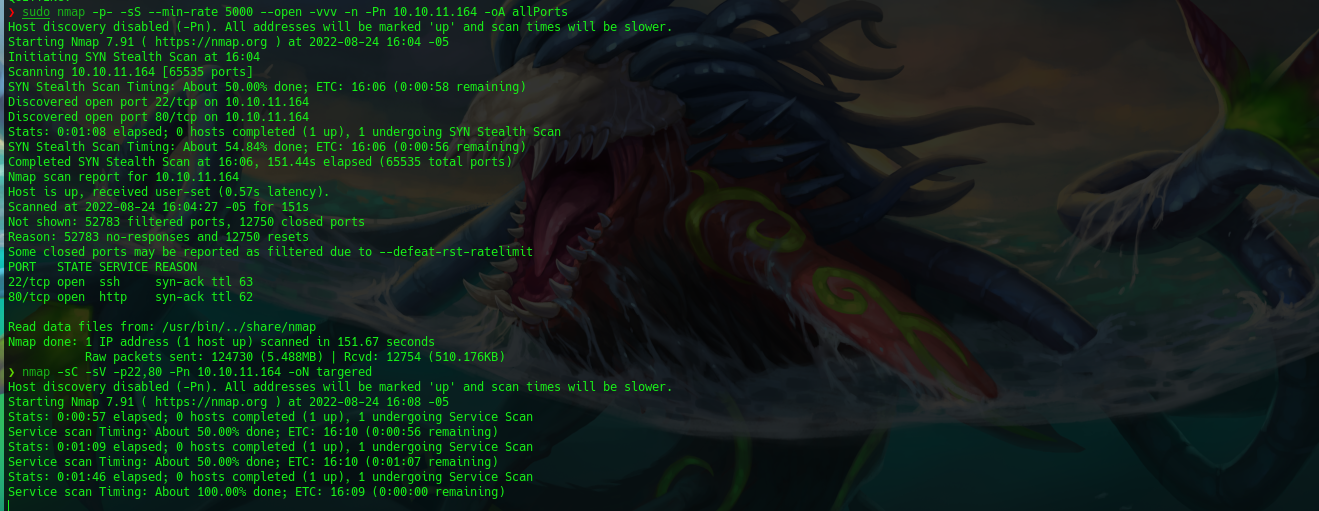 ❯ sudo nmap -p- -sS --min-rate 5000 --open -vvv -n -Pn 10.10.11.164 -oA allPorts
Host discovery disabled (-Pn). All addresses will be marked 'up' and scan times will be slower.
Starting Nmap 7.91 ( https://nmap.org ) at 2022-08-24 16:04 -05
Initiating SYN Stealth Scan at 16:04
Scanning 10.10.11.164 [65535 ports]
SYN Stealth Scan Timing: About 50.00% done; ETC: 16:06 (0:00:58 remaining)
Discovered open port 22/tcp on 10.10.11.164
Discovered open port 80/tcp on 10.10.11.164
Stats: 0:01:08 elapsed; 0 hosts completed (1 up), 1 undergoing SYN Stealth Scan
SYN Stealth Scan Timing: About 54.84% done; ETC: 16:06 (0:00:56 remaining)
Completed SYN Stealth Scan at 16:06, 151.44s elapsed (65535 total ports)
Nmap scan report for 10.10.11.164
Host is up, received user-set (0.57s latency).
Scanned at 2022-08-24 16:04:27 -05 for 151s
Not shown: 52783 filtered ports, 12750 closed ports
Reason: 52783 no-responses and 12750 resets
Some closed ports may be reported as filtered due to --defeat-rst-ratelimit
PORT   STATE SERVICE REASON
22/tcp open  ssh     syn-ack ttl 63
80/tcp open  http    syn-ack ttl 62
Read data files from: /usr/bin/../share/nmap
Nmap done: 1 IP address (1 host up) scanned in 151.67 seconds
Raw packets sent: 124730 (5.488MB) | Rcvd: 12754 (510.176KB)
❯ nmap -sC -sV -p22,80 -Pn 10.10.11.164 -oN targered
Host discovery disabled (-Pn). All addresses will be marked 'up' and scan times will be slower.
Starting Nmap 7.91 ( https://nmap.org ) at 2022-08-24 16:08 -05
Stats: 0:00:57 elapsed; 0 hosts completed (1 up), 1 undergoing Service Scan
Service scan Timing: About 50.00% done; ETC: 16:10 (0:00:56 remaining)
Stats: 0:01:09 elapsed; 0 hosts completed (1 up), 1 undergoing Service Scan
Service scan Timing: About 50.00% done; ETC: 16:10 (0:01:07 remaining)
Stats: 0:01:46 elapsed; 0 hosts completed (1 up), 1 undergoing Service Scan
Service scan Timing: About 100.00% done; ETC: 16:09 (0:00:00 remaining)